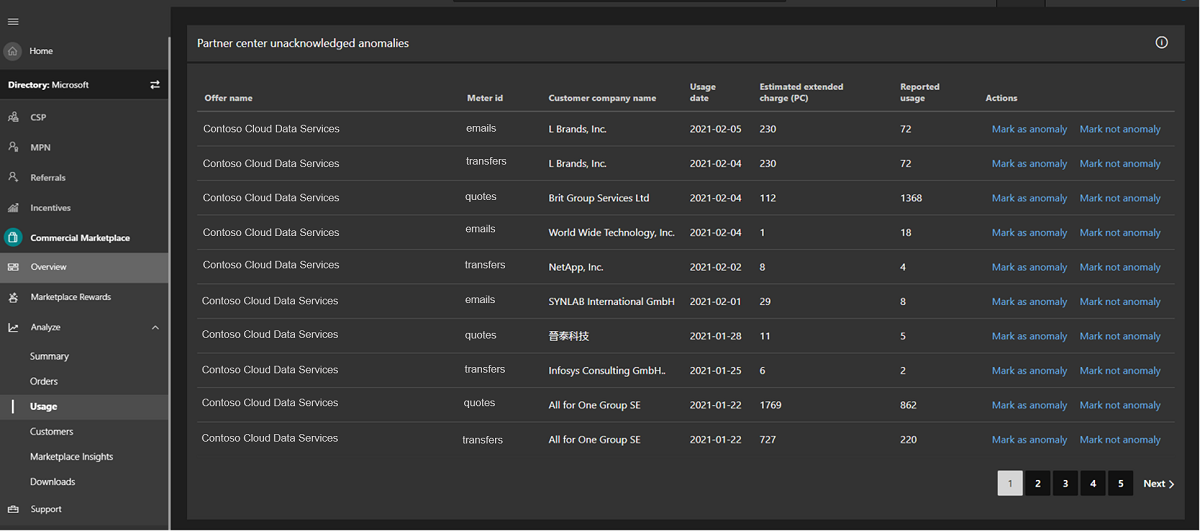 Home
Directory: Microsoft
CSP
MPN
Referrals
Incentives
Commercial Marketplace
Overview
Marketplace Rewards
Analyze
Summary
Orders
Usage
Customers
Marketplace Insights
Downloads
Support
Partner center unacknowledged anomalies
Offer name Meter id Customer company name Usage date Estimated extended charge (PC) Reported usage Actions
Contoso Cloud Data Services emails L Brands, Inc. 2021-02-05 230 72 Mark as anomaly Mark not anomaly
Contoso Cloud Data Services transfers L Brands, Inc. 2021-02-04 230 72 Mark as anomaly Mark not anomaly
Contoso Cloud Data Services quotes Brit Group Services Ltd 2021-02-04 112 1368 Mark as anomaly Mark not anomaly
Contoso Cloud Data Services emails World Wide Technology, Inc. 2021-02-04 1 18 Mark as anomaly Mark not anomaly
Contoso Cloud Data Services transfers NetApp, Inc. 2021-02-02 8 4 Mark as anomaly Mark not anomaly
Contoso Cloud Data Services emails SYNLAB International GmbH 2021-02-01 29 8 Mark as anomaly Mark not anomaly
Contoso Cloud Data Services quotes 晉泰科技 2021-01-28 11 5 Mark as anomaly Mark not anomaly
Contoso Cloud Data Services transfers Infosys Consulting GmbH.. 2021-01-25 6 2 Mark as anomaly Mark not anomaly
Contoso Cloud Data Services quotes All for One Group SE 2021-01-22 1769 862 Mark as anomaly Mark not anomaly
Contoso Cloud Data Services transfers All for One Group SE 2021-01-22 727 220 Mark as anomaly Mark not anomaly
1 2 3 4 5 Next